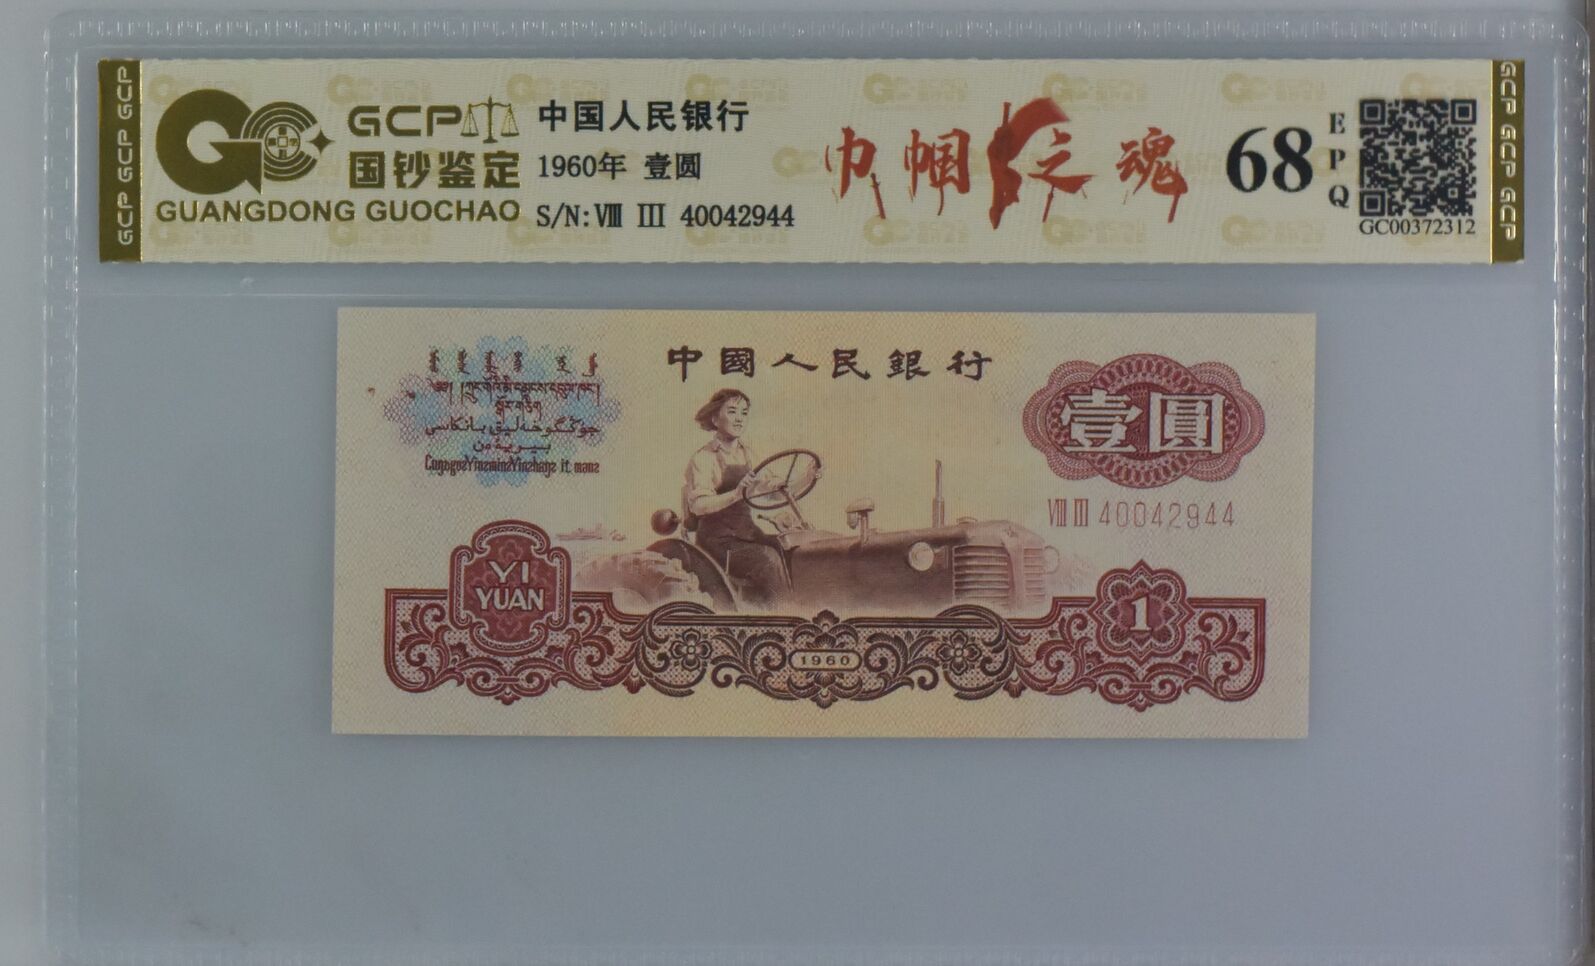 GCP GCP GCP
GCP
国钞鉴定
GUANGDONG GUOCHAO
中国人民银行
1960年 壹圆
S/N: Ⅷ Ⅲ 40042944
巾帼之魂
68
EPQ
GC00372312
GCP GCP GCP
中國人民銀行
壹圓
Ⅷ Ⅲ 40042944
YI
YUAN
1960
1